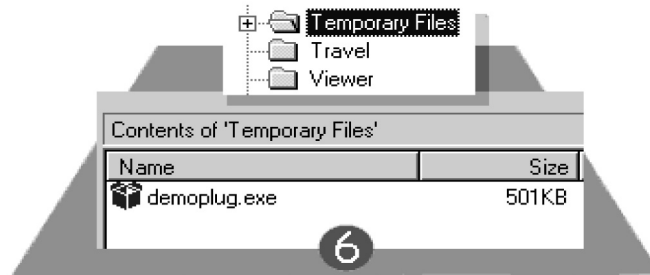 Temporary Files
Travel
Viewer
Contents of 'Temporary Files'
Name Size
demoplug.exe 501KB
6